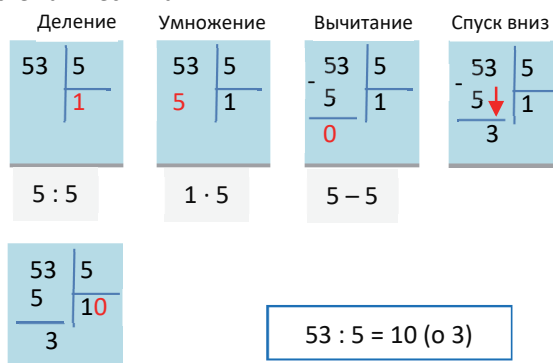 Деление Умножение Вычитание Спуск вниз
53 5 53 5 53 5 53 5
1 5 1 - 5 1 - 5 1
0 3
5 : 5 1 · 5 5 – 5
53 5
5 10
3
53 : 5 = 10 (о 3)